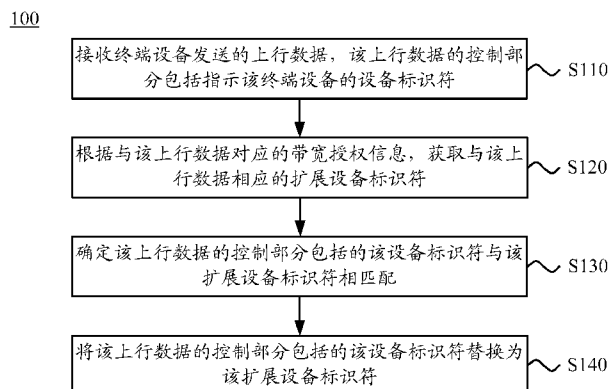 100
接收终端设备发送的上行数据，该上行数据的控制部
分包括指示该终端设备的设备标识符
S110
根据与该上行数据对应的带宽授权信息，获取与该上
行数据相应的扩展设备标识符
S120
确定该上行数据的控制部分包括的该设备标识符与该
扩展设备标识符相匹配
S130
将该上行数据的控制部分包括的该设备标识符替换为
该扩展设备标识符
S140